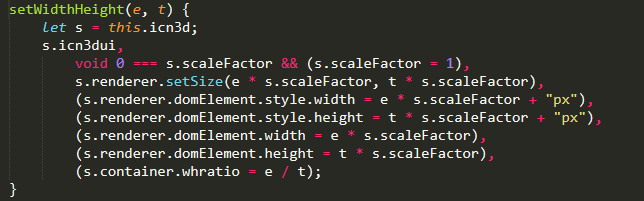 setWidthHeight(e, t) {
    let s = this.icn3d;
    s.icn3dui,
        void 0 === s.scaleFactor && (s.scaleFactor = 1),
        s.renderer.setSize(e * s.scaleFactor, t * s.scaleFactor),
        (s.renderer.domElement.style.width = e * s.scaleFactor + "px"),
        (s.renderer.domElement.style.height = t * s.scaleFactor + "px"),
        (s.renderer.domElement.width = e * s.scaleFactor),
        (s.renderer.domElement.height = t * s.scaleFactor),
        (s.container.whratio = e / t);
}